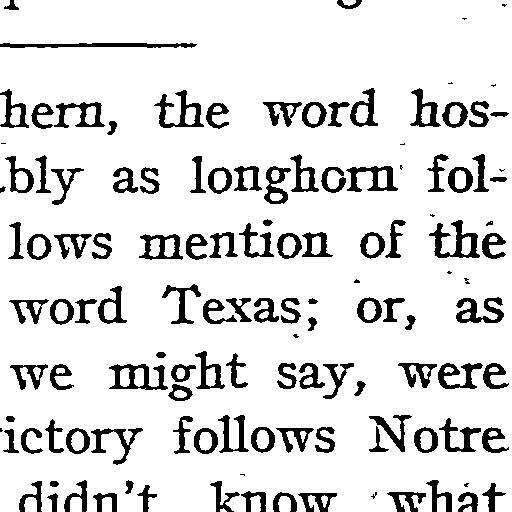 hern, the word hos-
bly as longhorn fol-
lows mention of the
word Texas; or, as
we might say, were
ictory follows Notre
didn't know what